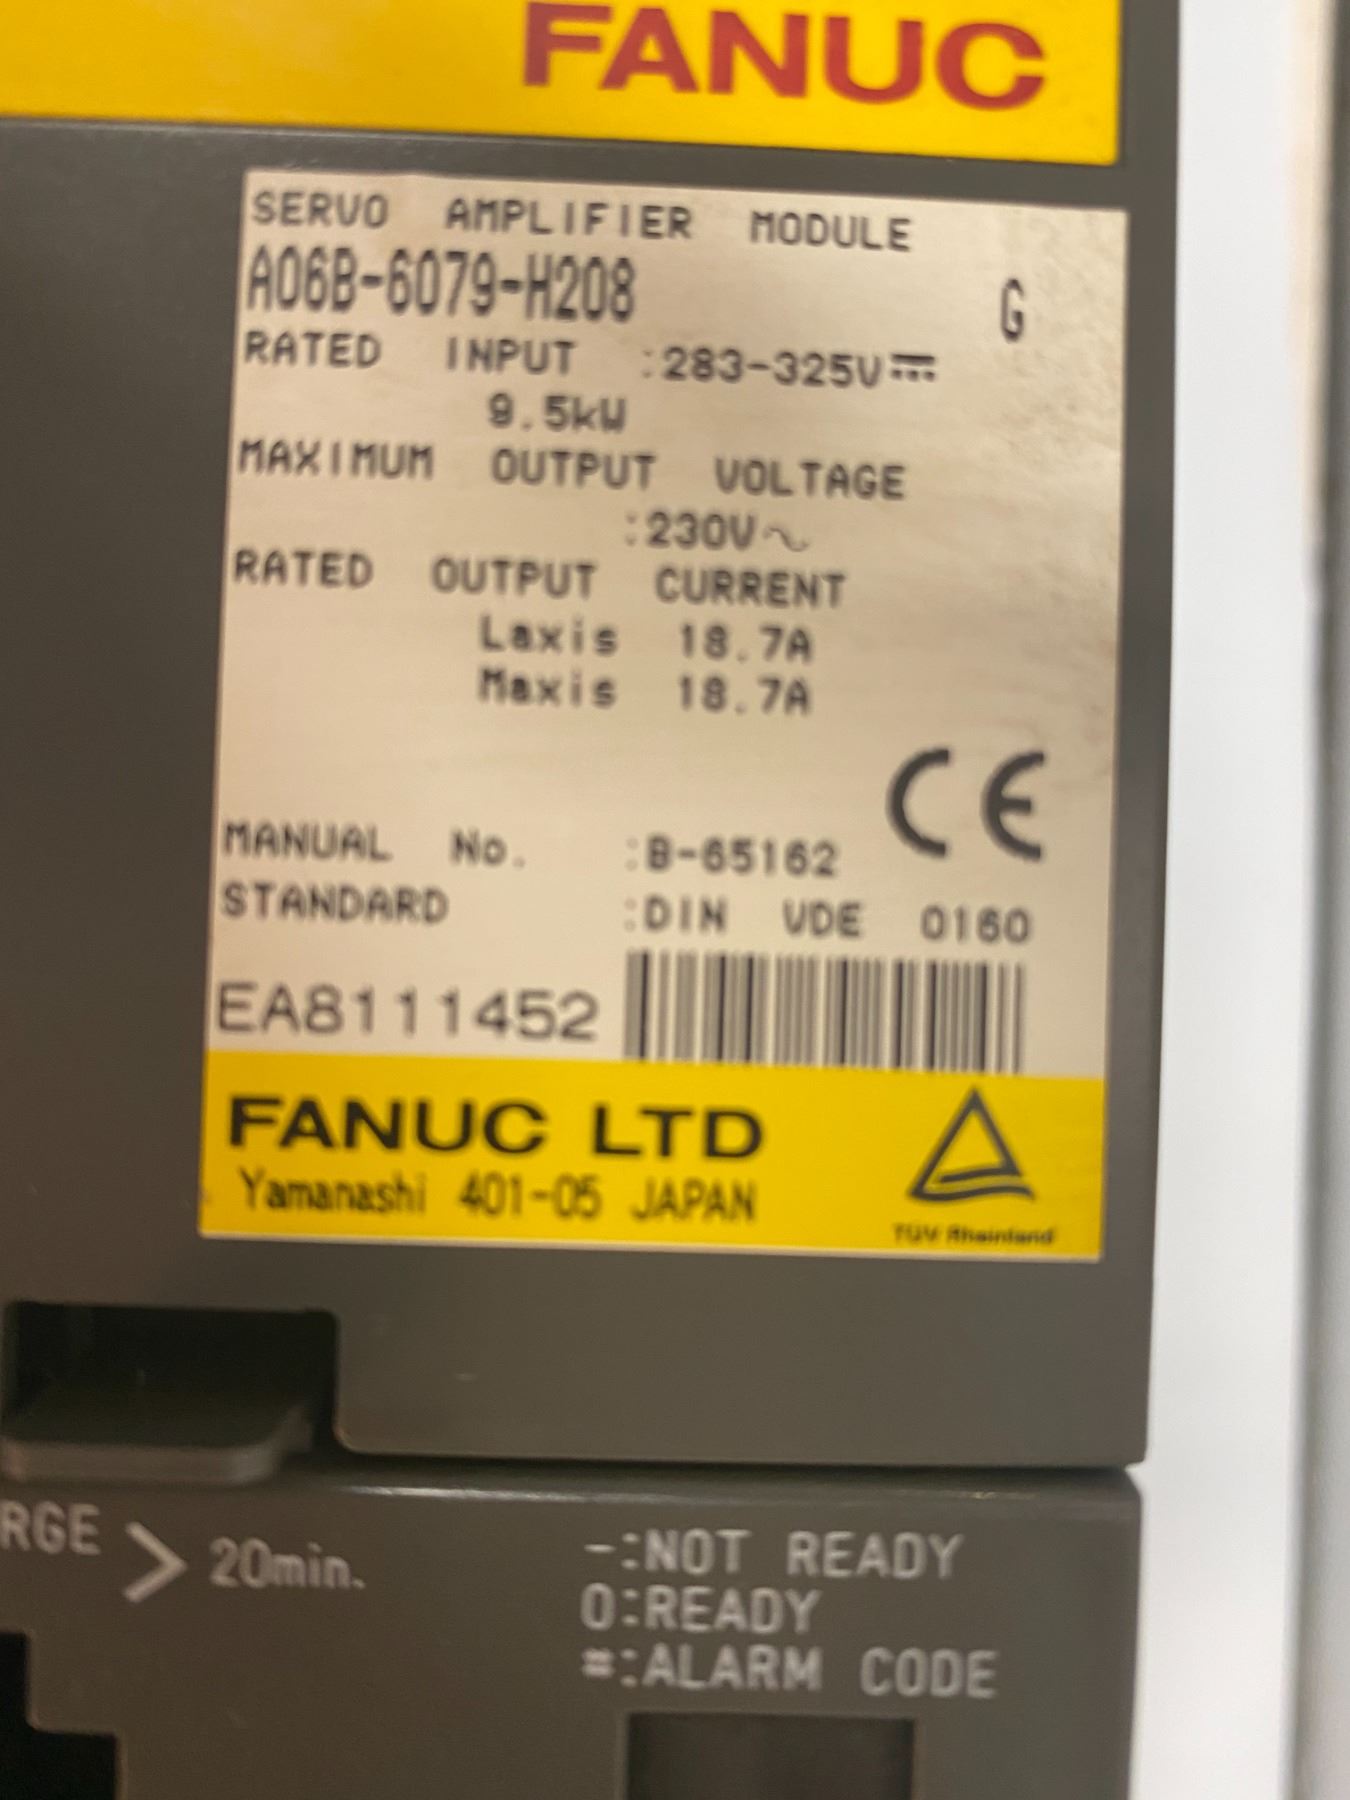 FANUC
SERVO AMPLIFIER MODULE
A06B-6079-H208 G
RATED INPUT :283-325V⎓
9.5kW
MAXIMUM OUTPUT VOLTAGE
:230V~
RATED OUTPUT CURRENT
Laxis 18.7A
Maxis 18.7A
CE
MANUAL No. :B-65162
STANDARD :DIN VDE 0160
EA8111452
FANUC LTD
Yamanashi 401-05 JAPAN
TÜV Rheinland
RGE > 20min.
-:NOT READY
0:READY
#:ALARM CODE